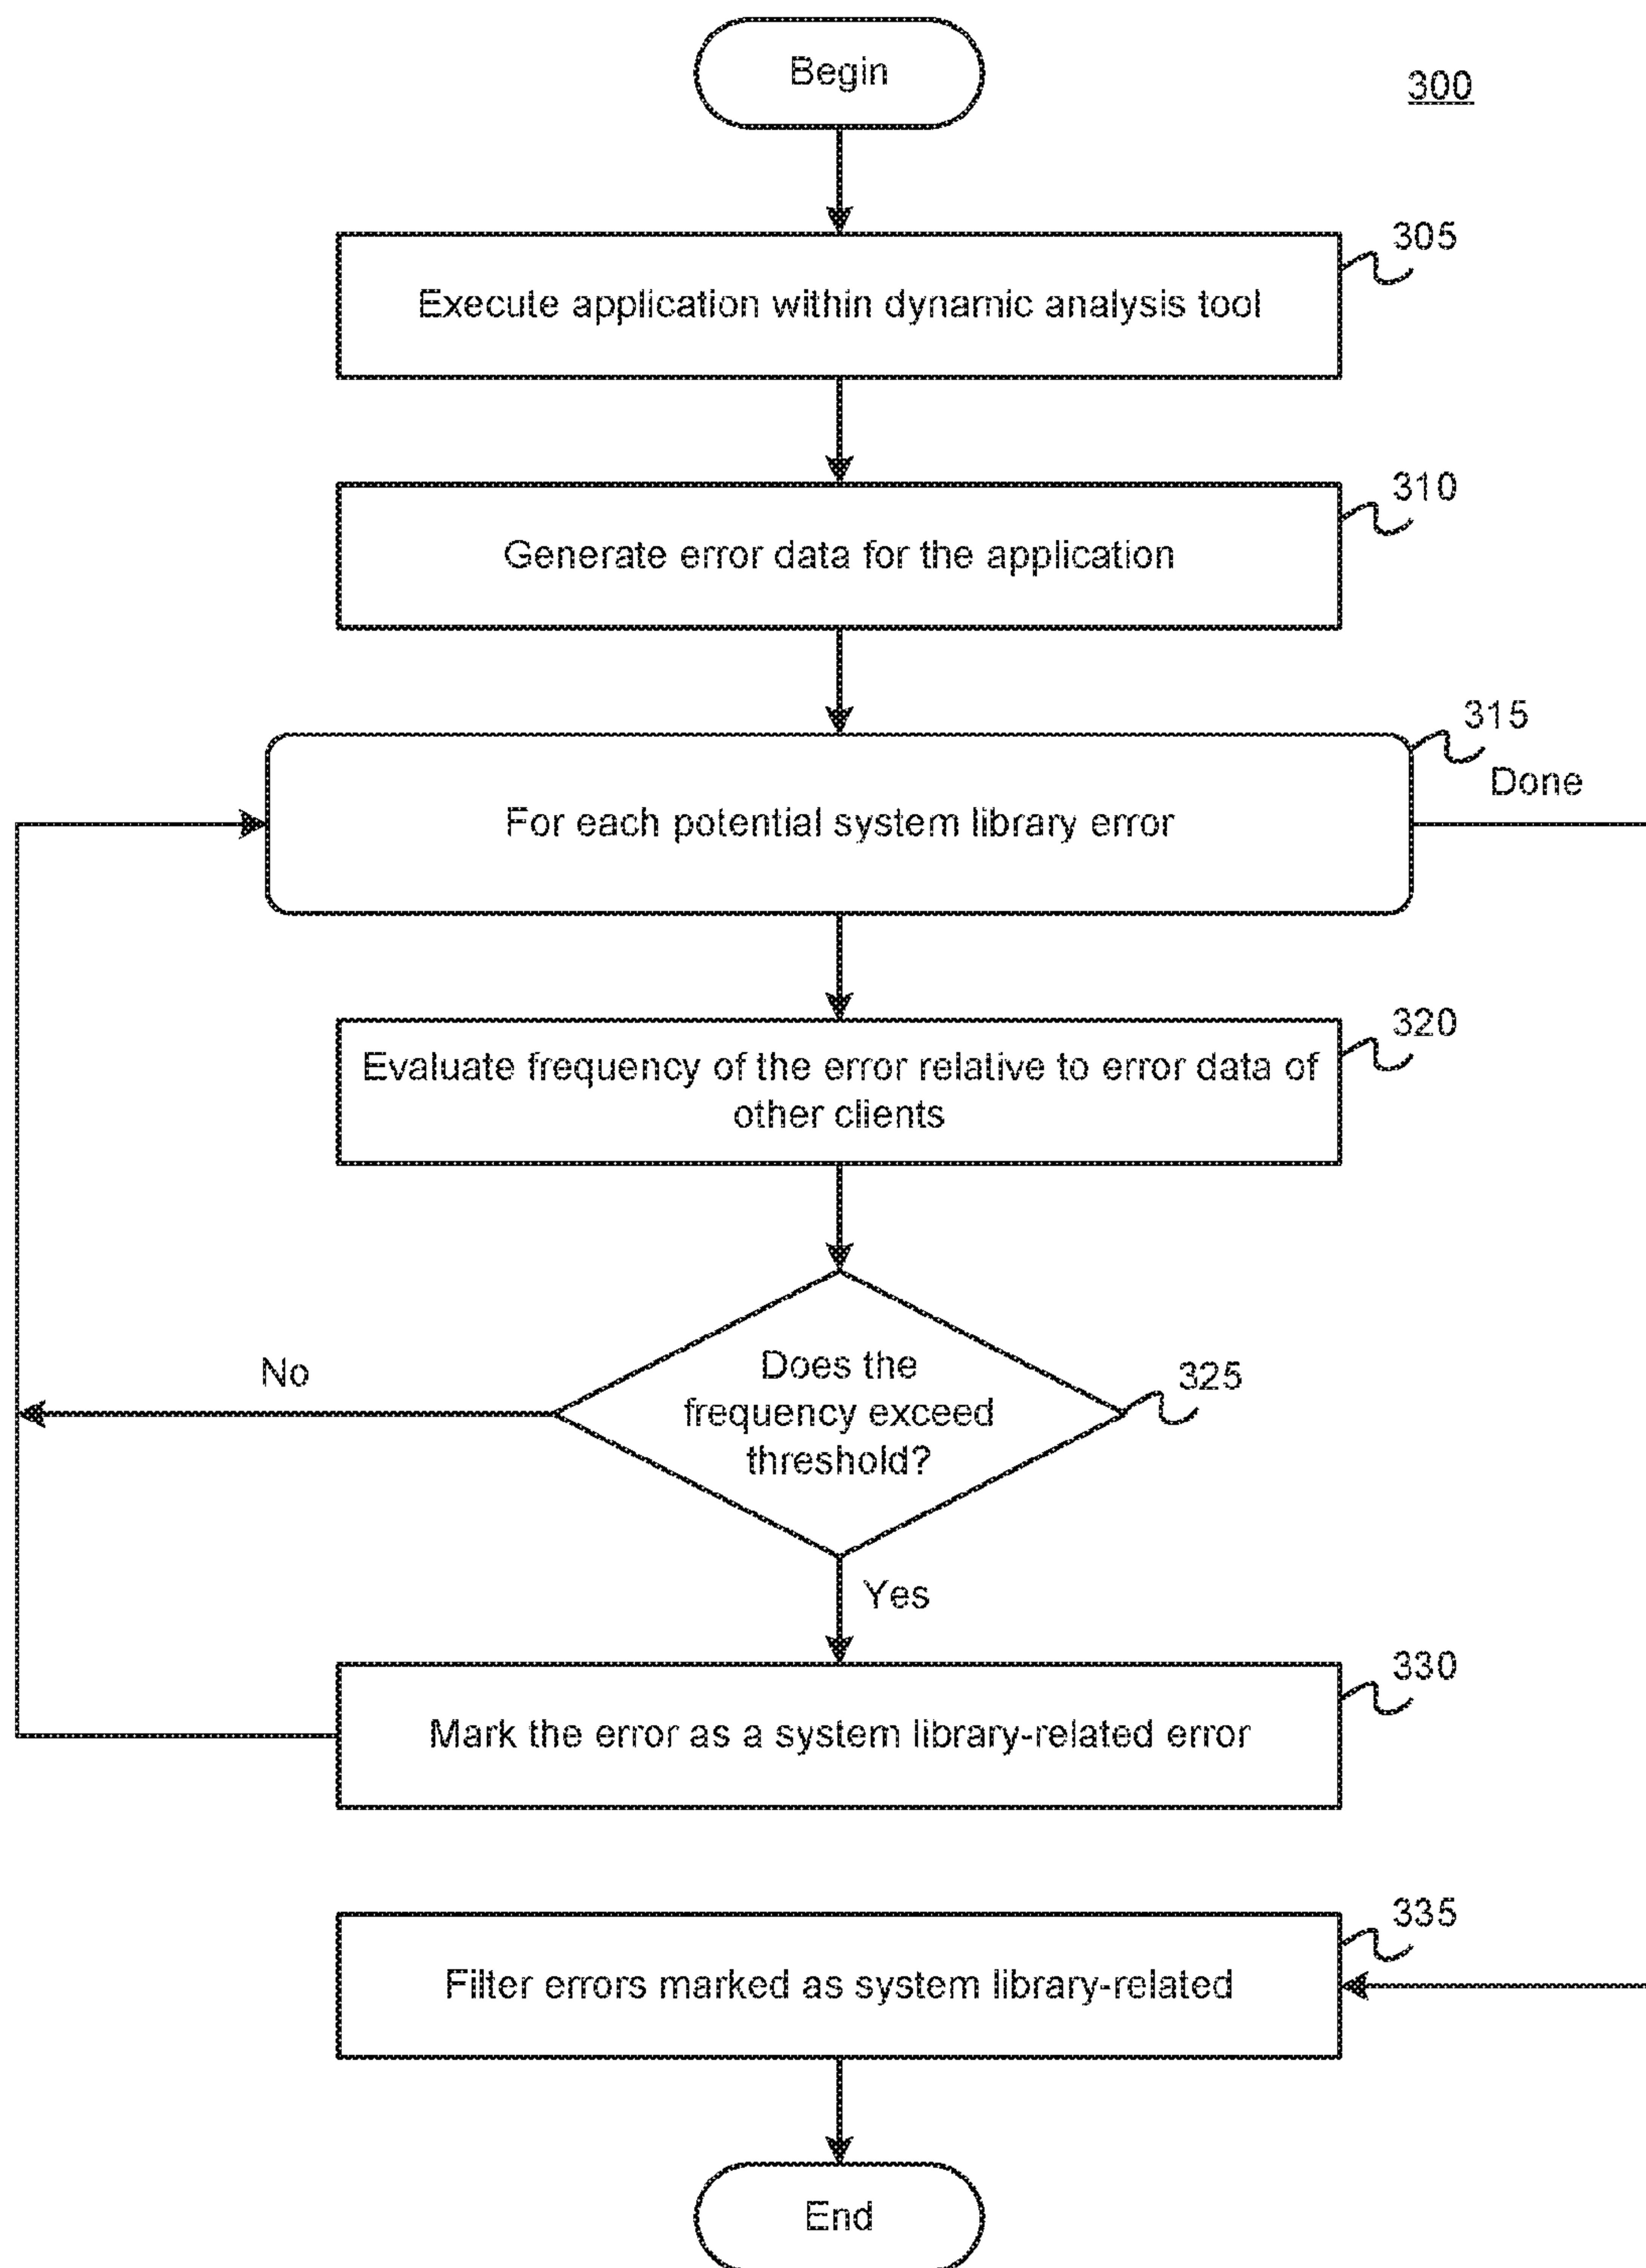 Begin
300
305
Execute application within dynamic analysis tool
310
Generate error data for the application
315
Done
For each potential system library error
320
Evaluate frequency of the error relative to error data of
other clients
Does the
frequency exceed
threshold?
325
No
Yes
330
Mark the error as a system library-related error
335
Filter errors marked as system library-related
End